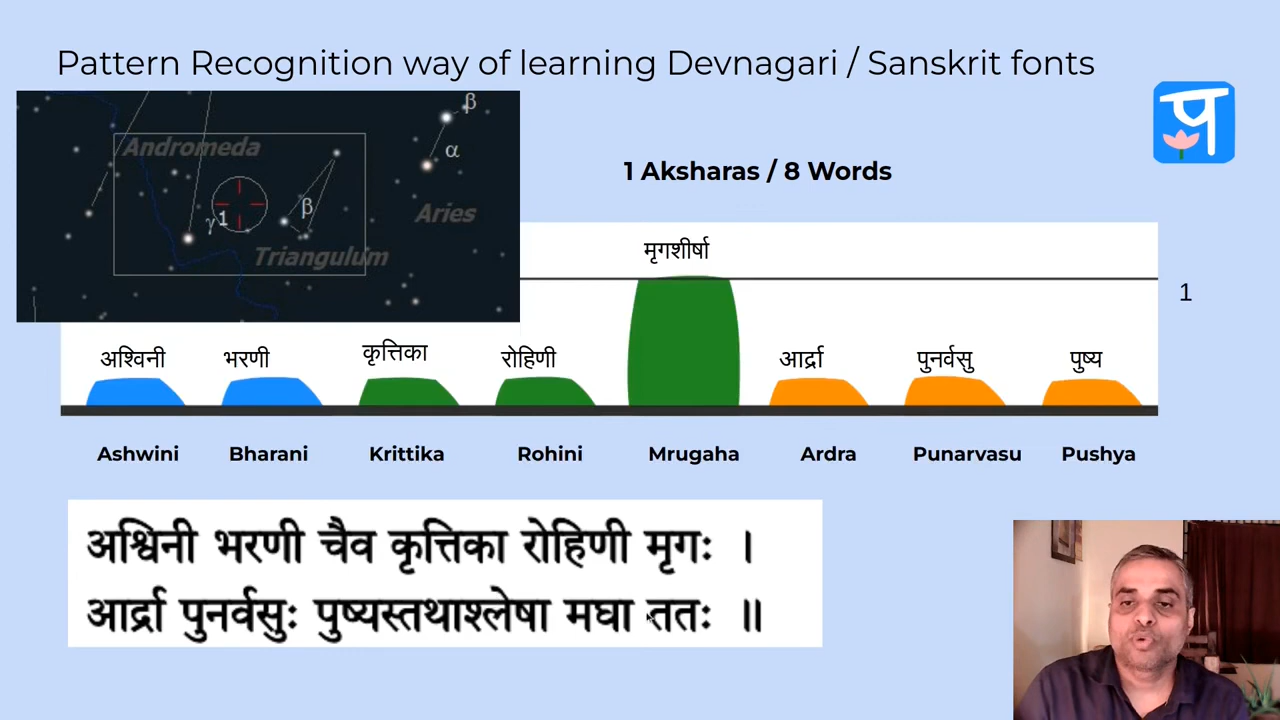 Pattern Recognition way of learning Devnagari / Sanskrit fonts
प
Andromeda
β
α
γ1
β
Aries
Triangulum
1 Aksharas / 8 Words
मृगशीर्षा
1
अश्विनी भरणी कृत्तिका रोहिणी आर्द्रा पुनर्वसु पुष्य
Ashwini Bharani Krittika Rohini Mrugaha Ardra Punarvasu Pushya
अश्विनी भरणी चैव कृत्तिका रोहिणी मृगः ।
आर्द्रा पुनर्वसुः पुष्यस्तथाश्लेषा मघा ततः ॥